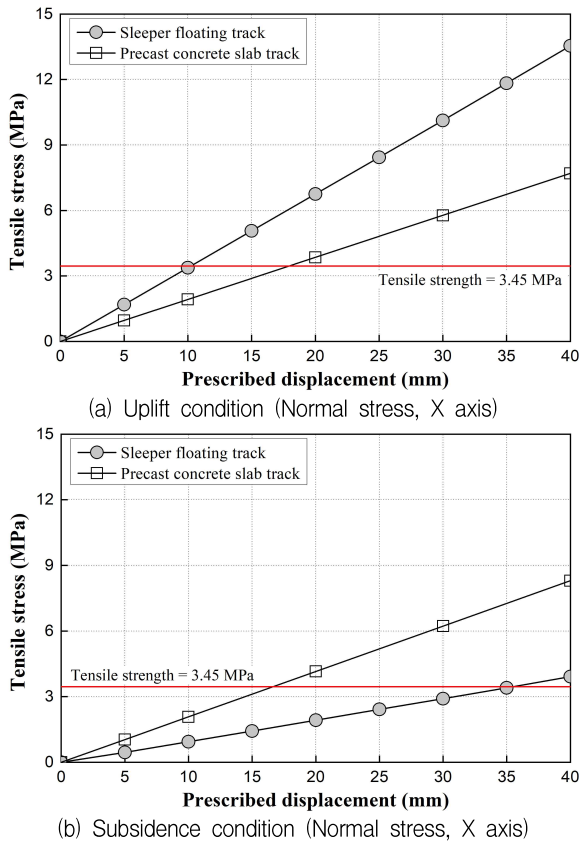 15
12
9
6
3
0
Tensile stress (MPa)
Sleeper floating track
Precast concrete slab track
Tensile strength = 3.45 MPa
0 5 10 15 20 25 30 35 40
Prescribed displacement (mm)
(a) Uplift condition (Normal stress, X axis)
15
12
9
6
3
0
Tensile stress (MPa)
Sleeper floating track
Precast concrete slab track
Tensile strength = 3.45 MPa
0 5 10 15 20 25 30 35 40
Prescribed displacement (mm)
(b) Subsidence condition (Normal stress, X axis)